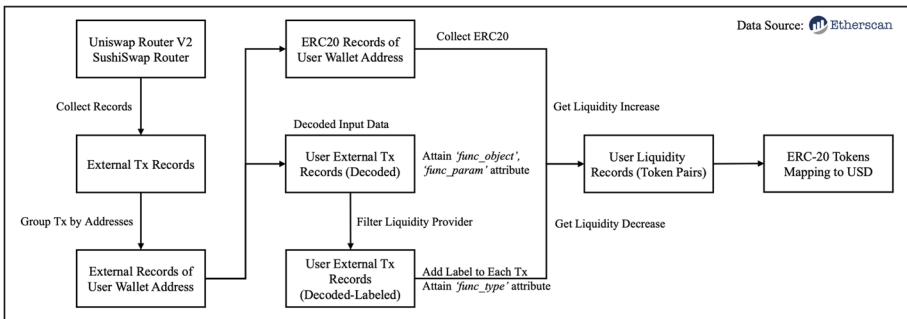 Data Source: Etherscan
Uniswap Router V2
SushiSwap Router
Collect Records
External Tx Records
Group Tx by Addresses
External Records of
User Wallet Address
ERC20 Records of
User Wallet Address
Collect ERC20
Decoded Input Data
User External Tx
Records (Decoded)
Attain ‘func_object’,
‘func_param’ attribute
Filter Liquidity Provider
User External Tx
Records
(Decoded-Labeled)
Add Label to Each Tx
Attain ‘func_type’ attribute
Get Liquidity Increase
Get Liquidity Decrease
User Liquidity
Records (Token Pairs)
ERC-20 Tokens
Mapping to USD